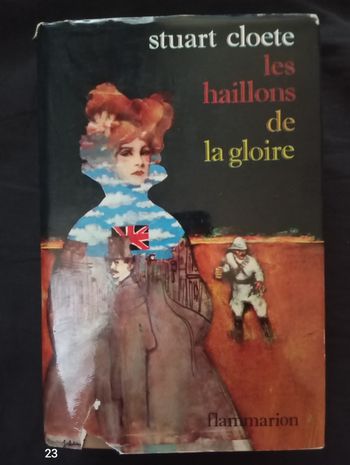 stuart cloete
les
haillons
de
la gloire
flammarion
23